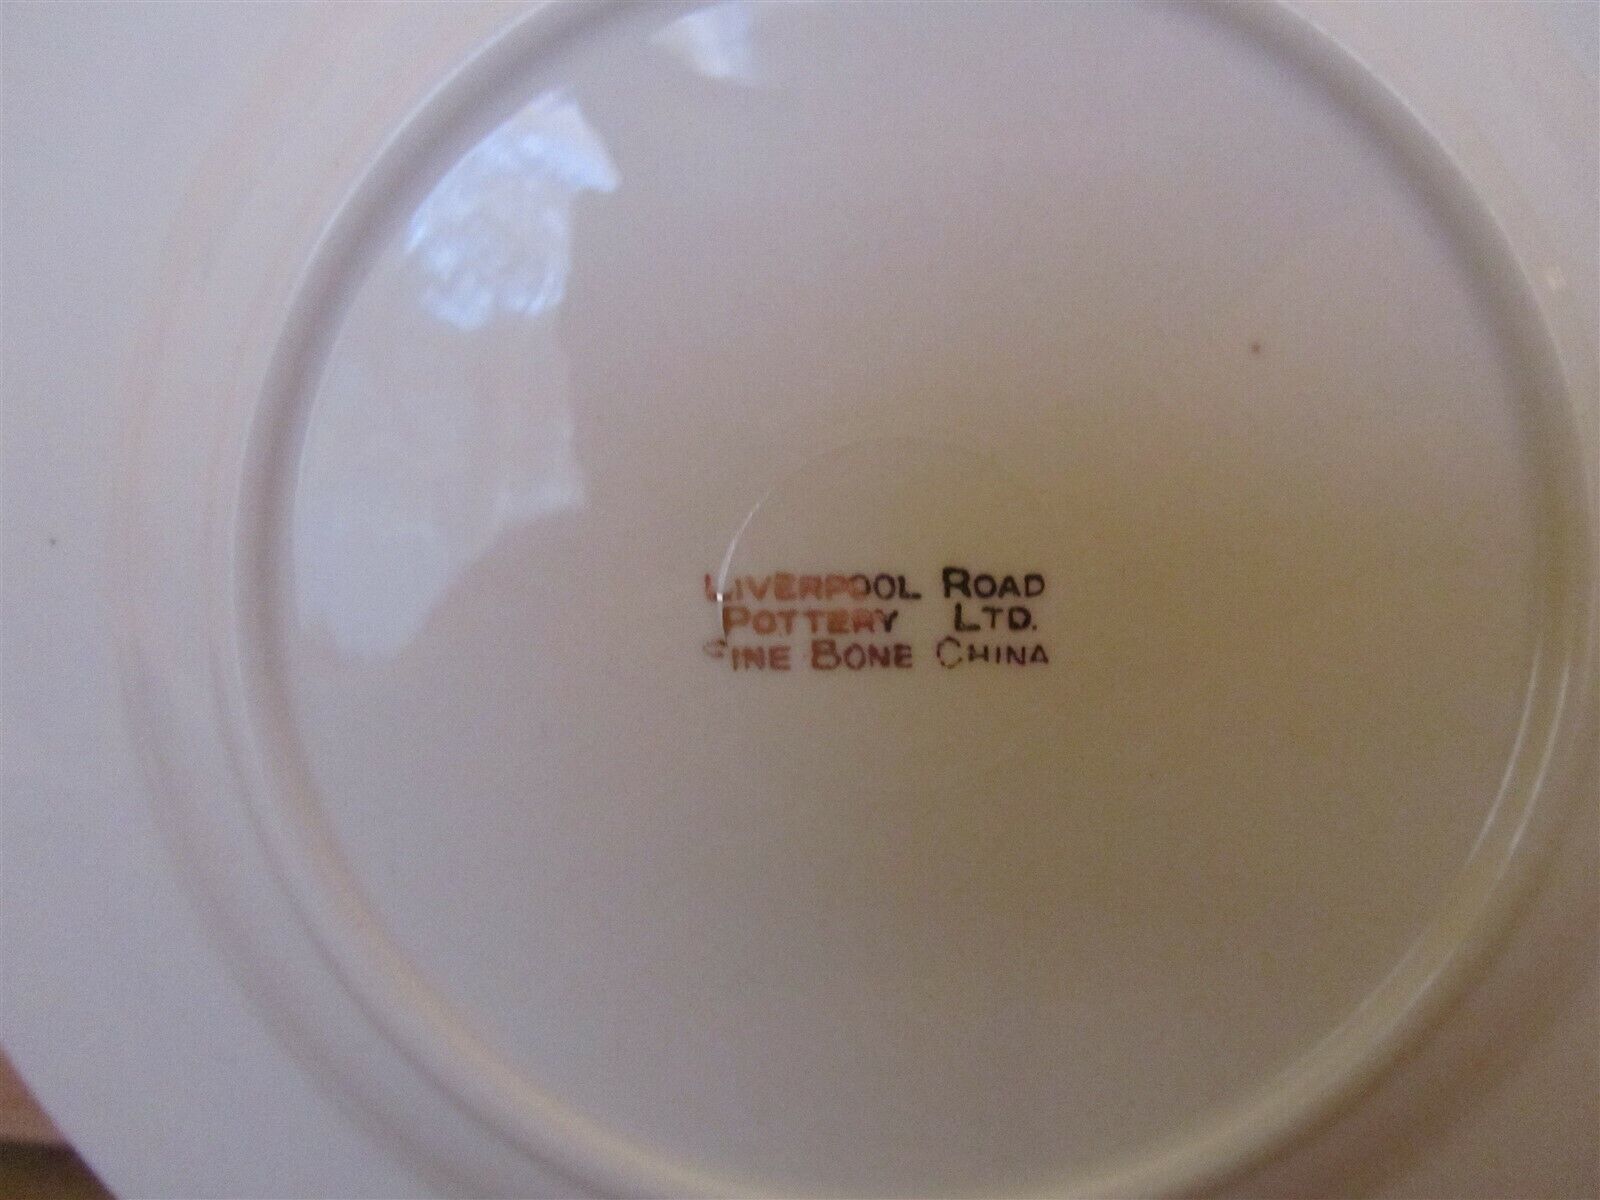 LIVERPOOL ROAD
POTTERY LTD.
FINE BONE CHINA